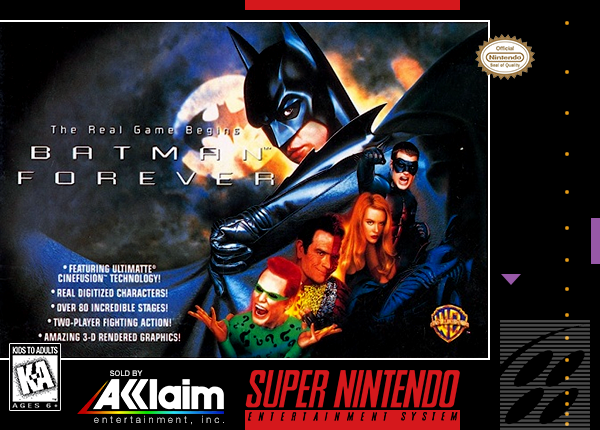 Official
Nintendo
Seal of Quality
The Real Game Begins
BATMAN™
FOREVER
• FEATURING ULTIMATTE®
CINEFUSION™ TECHNOLOGY!
• REAL DIGITIZED CHARACTERS!
• OVER 80 INCREDIBLE STAGES!
• TWO-PLAYER FIGHTING ACTION!
• AMAZING 3-D RENDERED GRAPHICS!
KIDS TO ADULTS
K-A
AGES 6+
SOLD BY
AKKlaim
entertainment, inc.
SUPER NINTENDO
ENTERTAINMENT SYSTEM